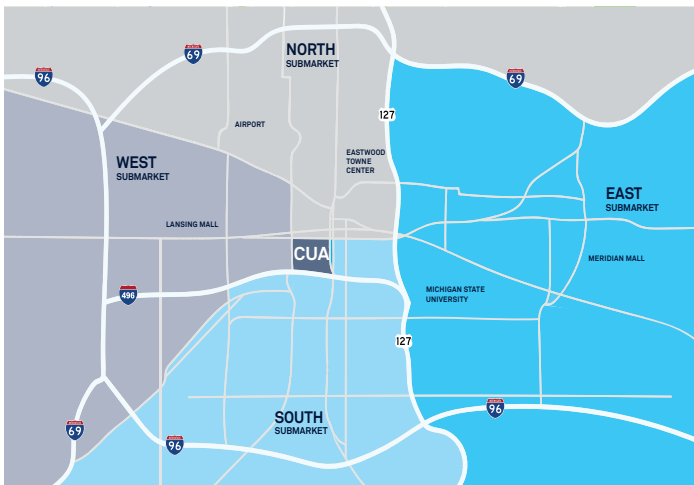 NORTH
SUBMARKET
69
96
69
127
AIRPORT
EASTWOOD
TOWNE
CENTER
WEST
SUBMARKET
EAST
SUBMARKET
LANSING MALL
CUA
MERIDIAN MALL
496
MICHIGAN STATE
UNIVERSITY
127
SOUTH
SUBMARKET
96
69
96